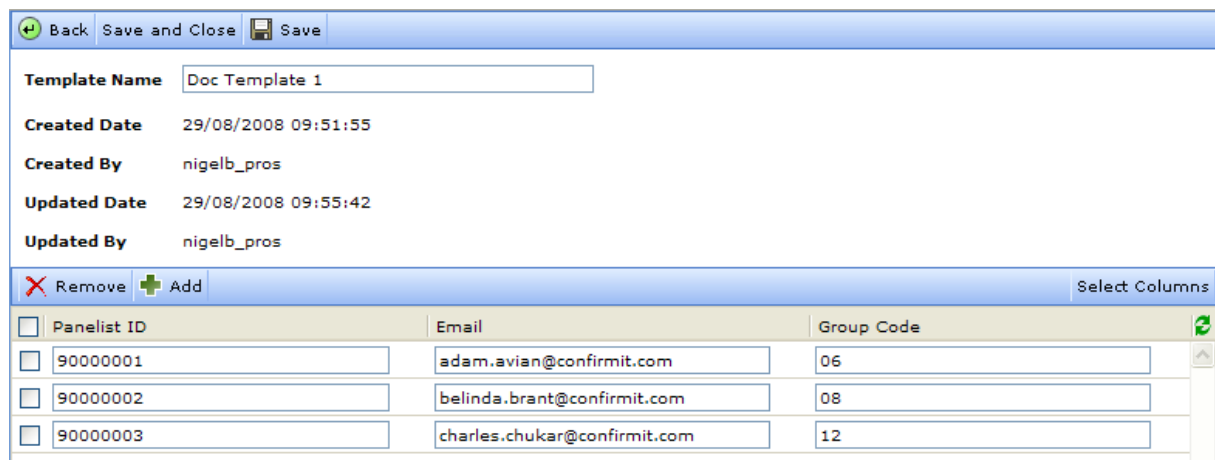 Back Save and Close Save
Template Name Doc Template 1
Created Date 29/08/2008 09:51:55
Created By nigelb_pros
Updated Date 29/08/2008 09:55:42
Updated By nigelb_pros
Remove Add Select Columns
Panelist ID Email Group Code
90000001 adam.avian@confirmit.com 06
90000002 belinda.brant@confirmit.com 08
90000003 charles.chukar@confirmit.com 12